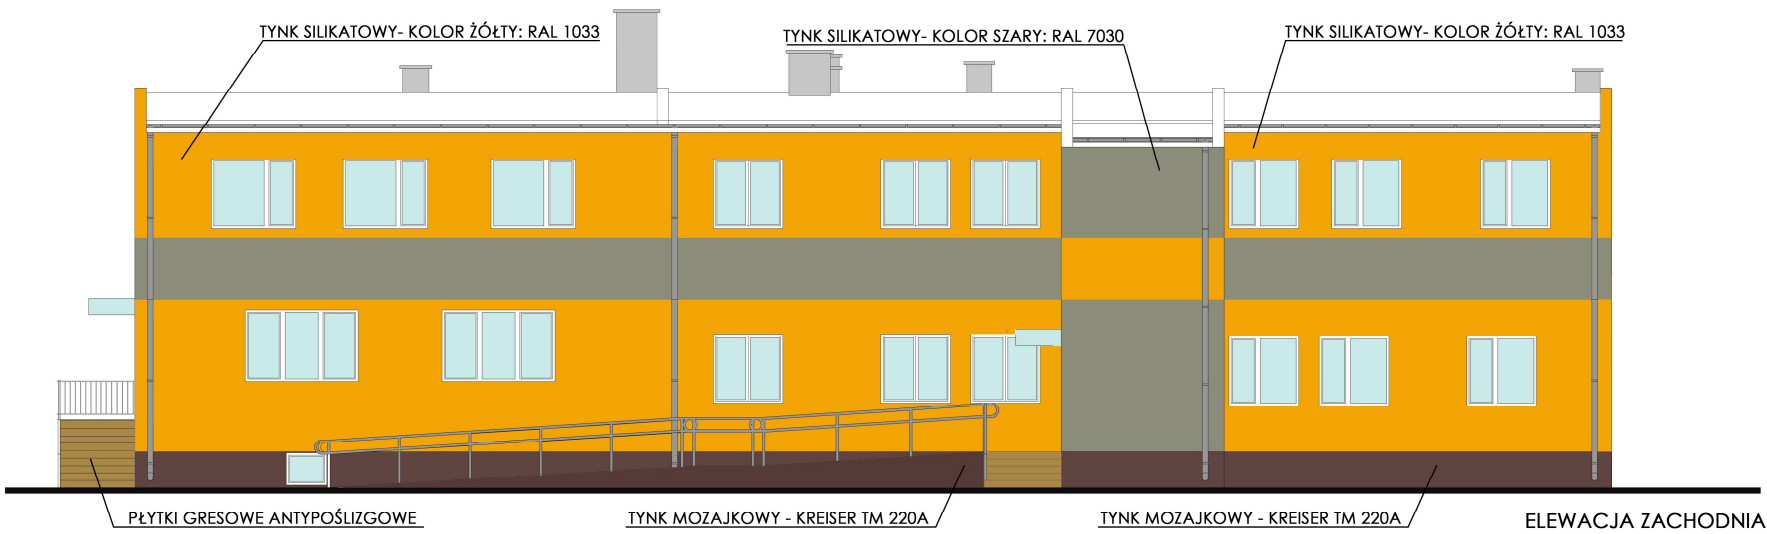 TYNK SILIKATOWY- KOLOR ŻÓŁTY: RAL 1033
TYNK SILIKATOWY- KOLOR SZARY: RAL 7030
TYNK SILIKATOWY- KOLOR ŻÓŁTY: RAL 1033
PŁYTKI GRESOWE ANTYPOŚLIZGOWE
TYNK MOZAJKOWY - KREISER TM 220A
TYNK MOZAJKOWY - KREISER TM 220A
ELEWACJA ZACHODNIA